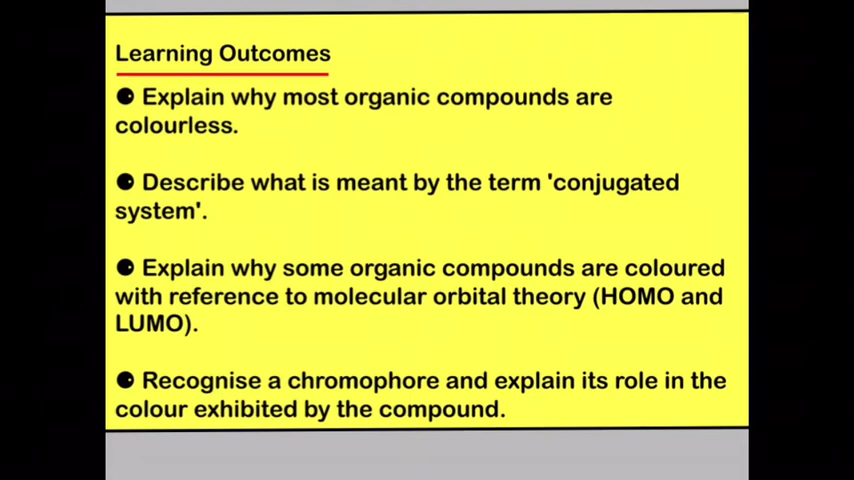 Learning Outcomes
● Explain why most organic compounds are
colourless.
● Describe what is meant by the term 'conjugated
system'.
● Explain why some organic compounds are coloured
with reference to molecular orbital theory (HOMO and
LUMO).
● Recognise a chromophore and explain its role in the
colour exhibited by the compound.